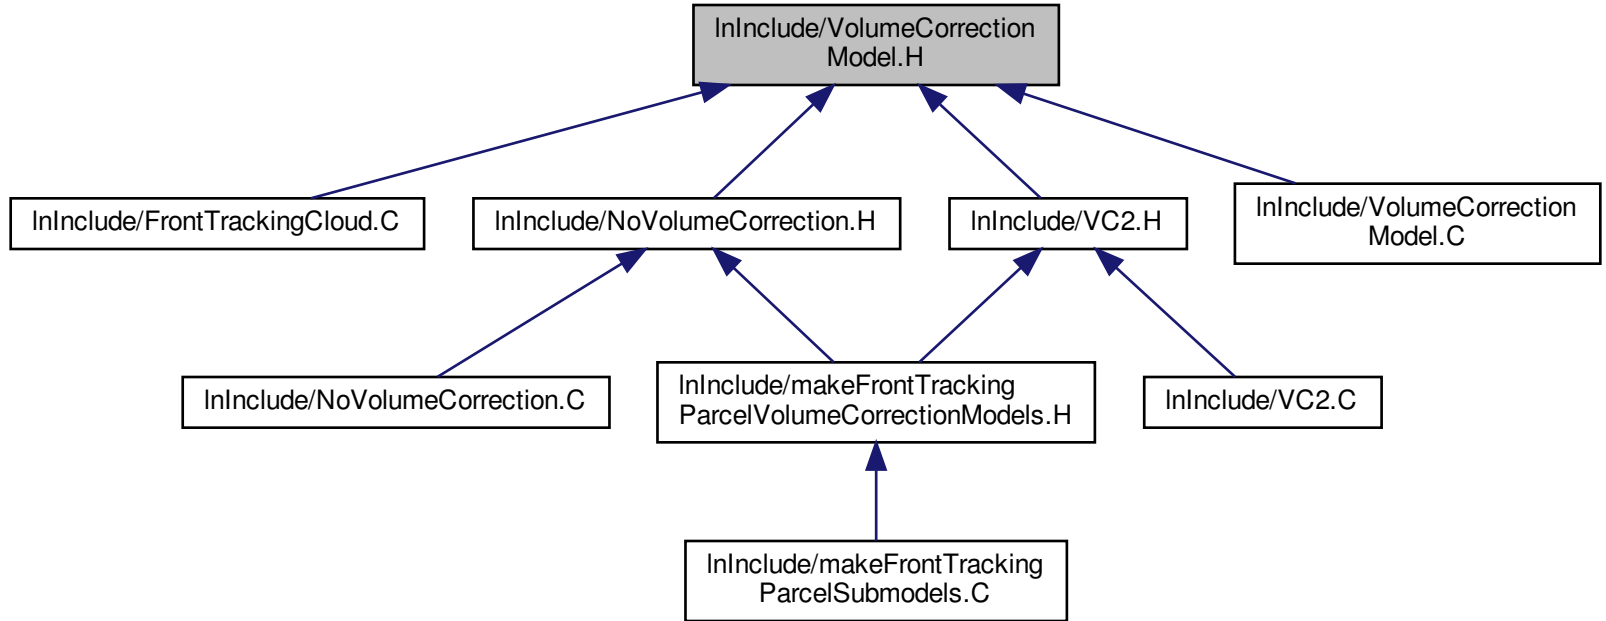 lnInclude/VolumeCorrection
Model.H
lnInclude/FrontTrackingCloud.C
lnInclude/NoVolumeCorrection.H
lnInclude/VC2.H
lnInclude/VolumeCorrection
Model.C
lnInclude/NoVolumeCorrection.C
lnInclude/makeFrontTracking
ParcelVolumeCorrectionModels.H
lnInclude/VC2.C
lnInclude/makeFrontTracking
ParcelSubmodels.C